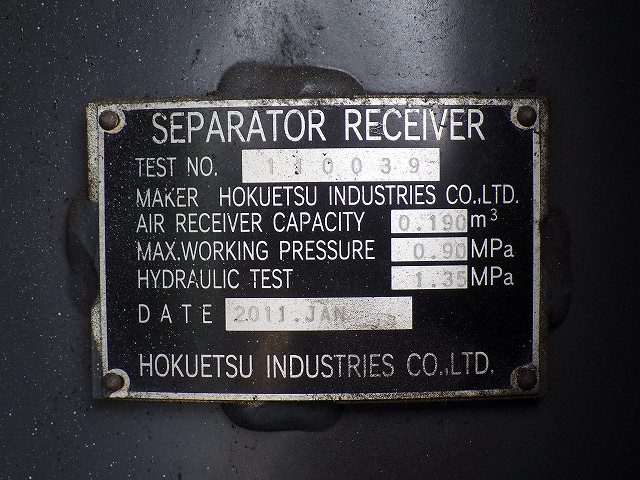 SEPARATOR RECEIVER
TEST NO. 110039
MAKER HOKUETSU INDUSTRIES CO.,LTD.
AIR RECEIVER CAPACITY 0.190 m³
MAX.WORKING PRESSURE 0.90 MPa
HYDRAULIC TEST 1.35 MPa
DATE 2011.JAN
HOKUETSU INDUSTRIES CO.,LTD.